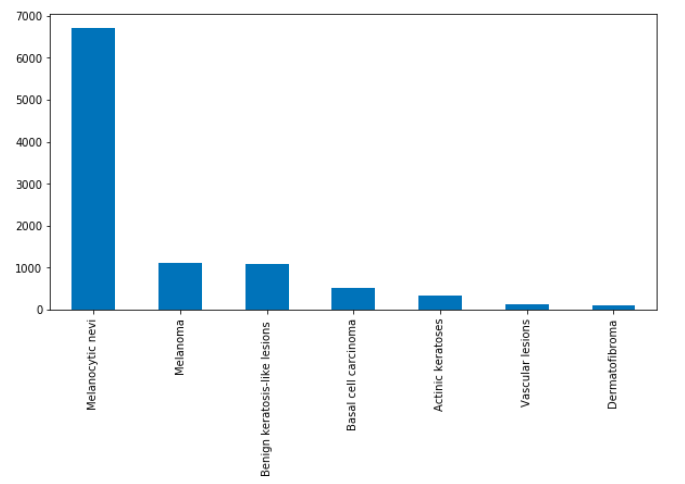 7000
6000
5000
4000
3000
2000
1000
0
Melanocytic nevi
Melanoma
Benign keratosis-like lesions
Basal cell carcinoma
Actinic keratoses
Vascular lesions
Dermatofibroma